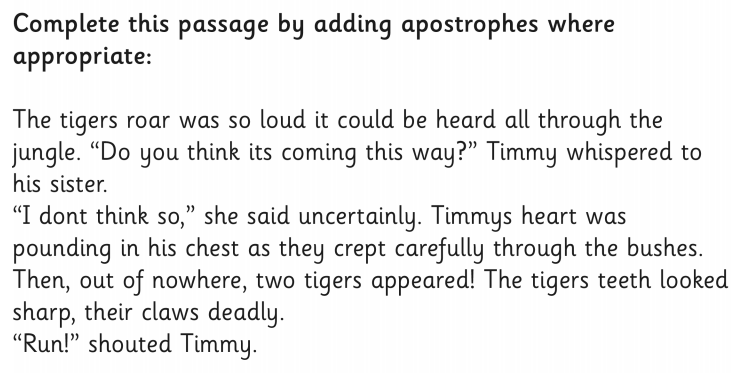 Complete this passage by adding apostrophes where
appropriate:
The tigers roar was so loud it could be heard all through the
jungle. “Do you think its coming this way?” Timmy whispered to
his sister.
“I dont think so,” she said uncertainly. Timmys heart was
pounding in his chest as they crept carefully through the bushes.
Then, out of nowhere, two tigers appeared! The tigers teeth looked
sharp, their claws deadly.
“Run!” shouted Timmy.